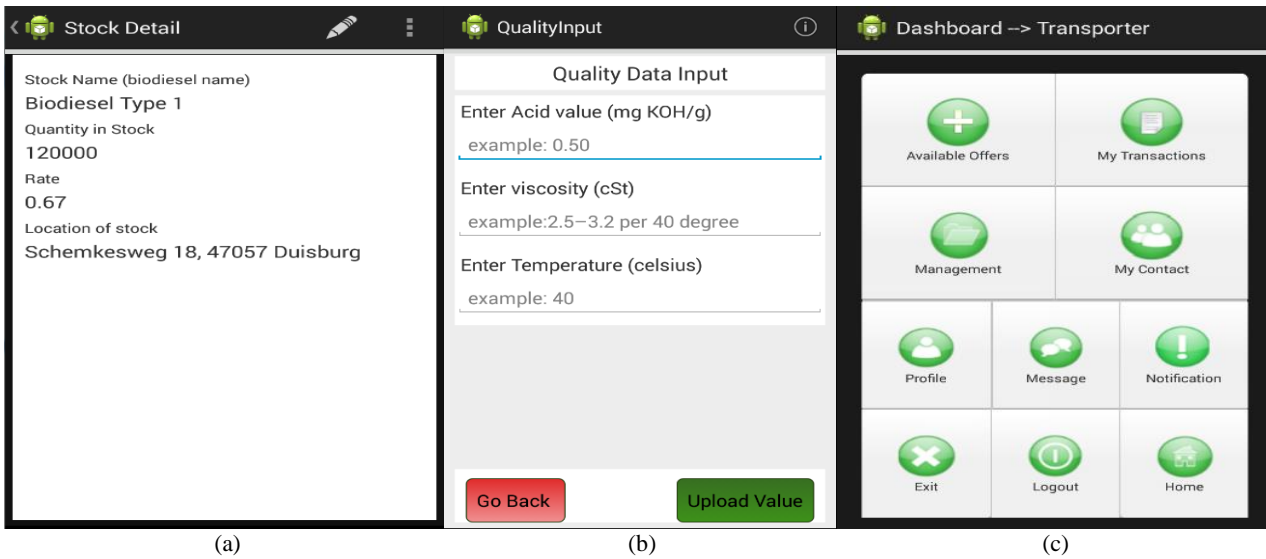 Stock Detail
Stock Name (biodiesel name)
Biodiesel Type 1
Quantity in Stock
120000
Rate
0.67
Location of stock
Schemkesweg 18, 47057 Duisburg
(a)
QualityInput
Quality Data Input
Enter Acid value (mg KOH/g)
example: 0.50
Enter viscosity (cSt)
example:2.5–3.2 per 40 degree
Enter Temperature (celsius)
example: 40
Go Back
Upload Value
(b)
Dashboard --> Transporter
Available Offers
My Transactions
Management
My Contact
Profile
Message
Notification
Exit
Logout
Home
(c)